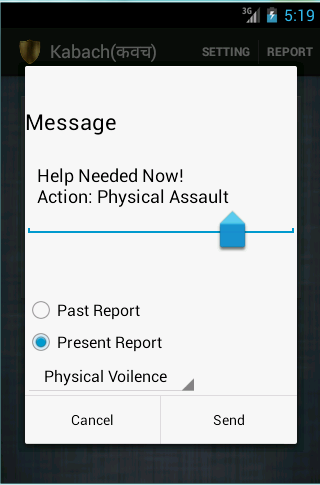 3G 5:19
Kabach(कवच) SETTING REPORT
Message
Help Needed Now!
Action: Physical Assault
Past Report
Present Report
Physical Voilence
Cancel Send